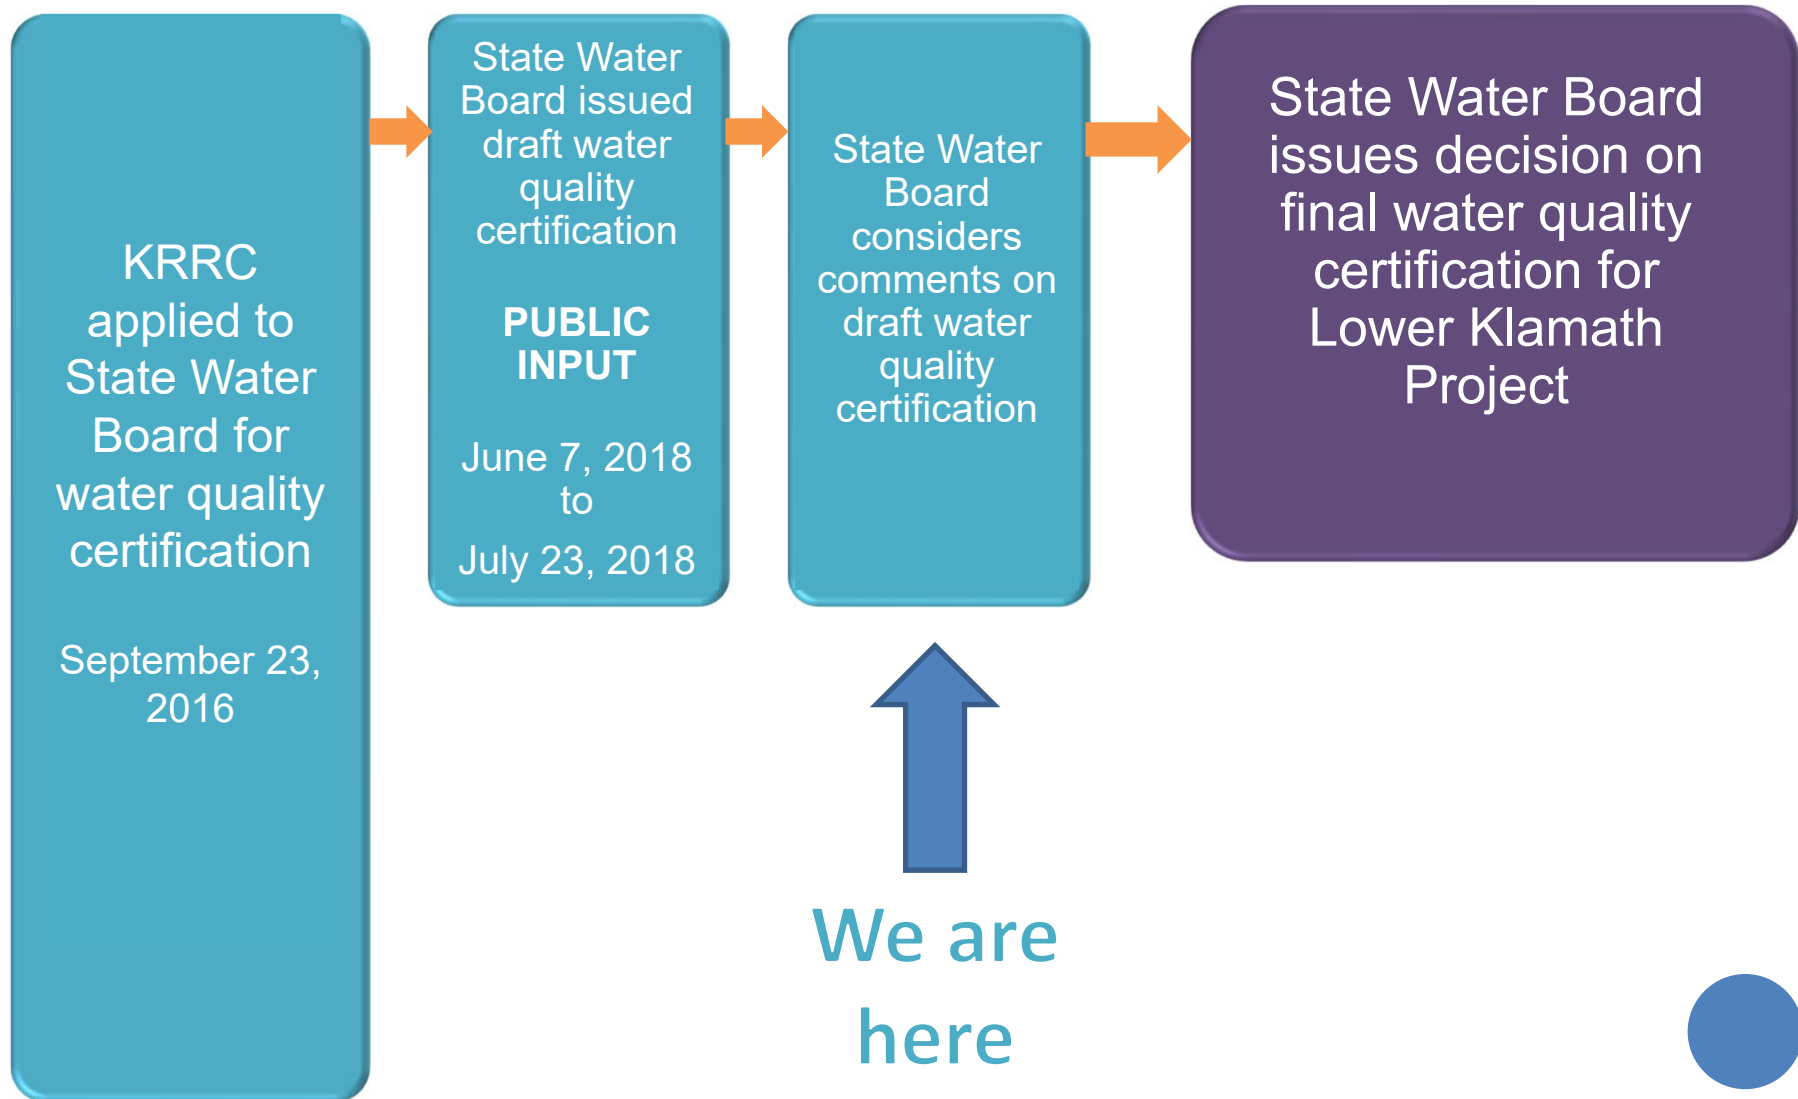 KRRC
applied to
State Water
Board for
water quality
certification
September 23,
2016
State Water
Board issued
draft water
quality
certification
PUBLIC
INPUT
June 7, 2018
to
July 23, 2018
State Water
Board
considers
comments on
draft water
quality
certification
State Water Board
issues decision on
final water quality
certification for
Lower Klamath
Project
We are
here